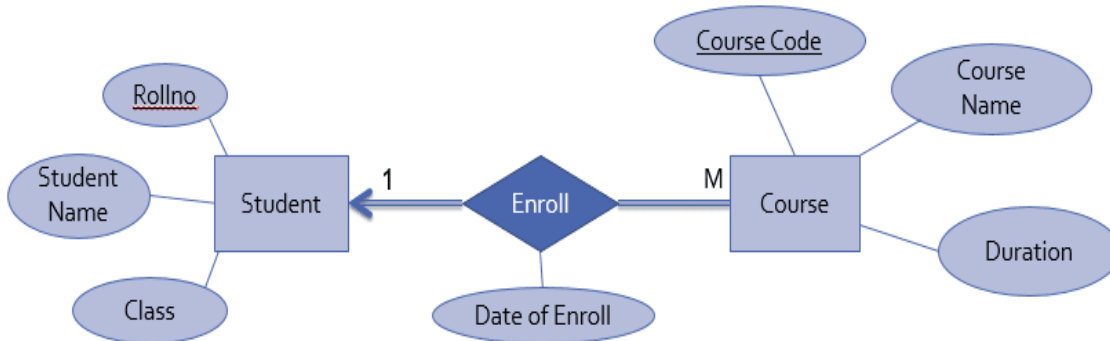 Course Code
Course
Name
Rollno
Student
Name
Student
1
Enroll
M
Course
Duration
Class
Date of Enroll